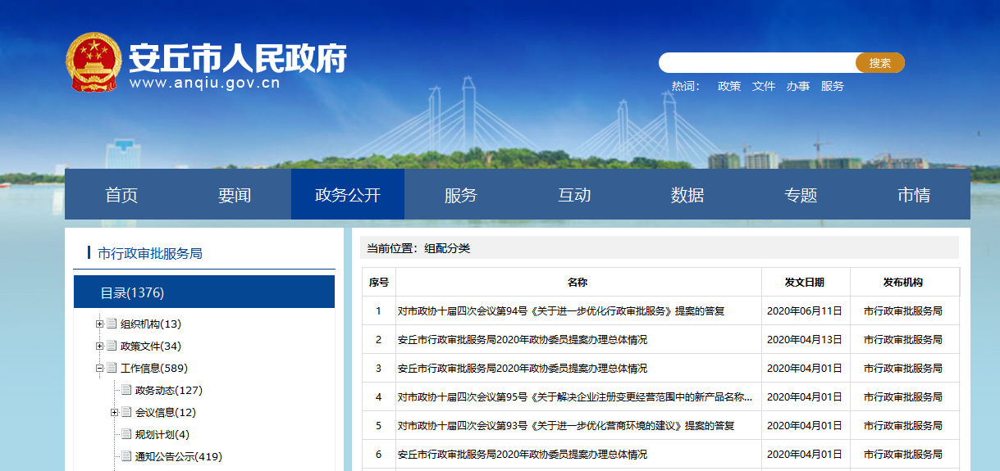 安丘市人民政府
www.anqiu.gov.cn
搜索
热词： 政策 文件 办事 服务
首页 要闻 政务公开 服务 互动 数据 专题 市情
市行政审批服务局
目录(1376)
组织机构(13)
政策文件(34)
工作信息(589)
政务动态(127)
会议信息(12)
规划计划(4)
通知公告公示(419)
当前位置：组配分类
序号 名称 发文日期 发布机构
1 对市政协十届四次会议第94号《关于进一步优化行政审批服务》提案的答复 2020年06月11日 市行政审批服务局
2 安丘市行政审批服务局2020年政协委员提案办理总体情况 2020年04月13日 市行政审批服务局
3 安丘市行政审批服务局2020年政协委员提案办理总体情况 2020年04月01日 市行政审批服务局
4 对市政协十届四次会议第95号《关于解决企业注册变更经营范围中的新产品名称... 2020年04月01日 市行政审批服务局
5 对市政协十届四次会议第93号《关于进一步优化营商环境的建议》提案的答复 2020年04月01日 市行政审批服务局
6 安丘市行政审批服务局2020年政协委员提案办理总体情况 2020年04月01日 市行政审批服务局